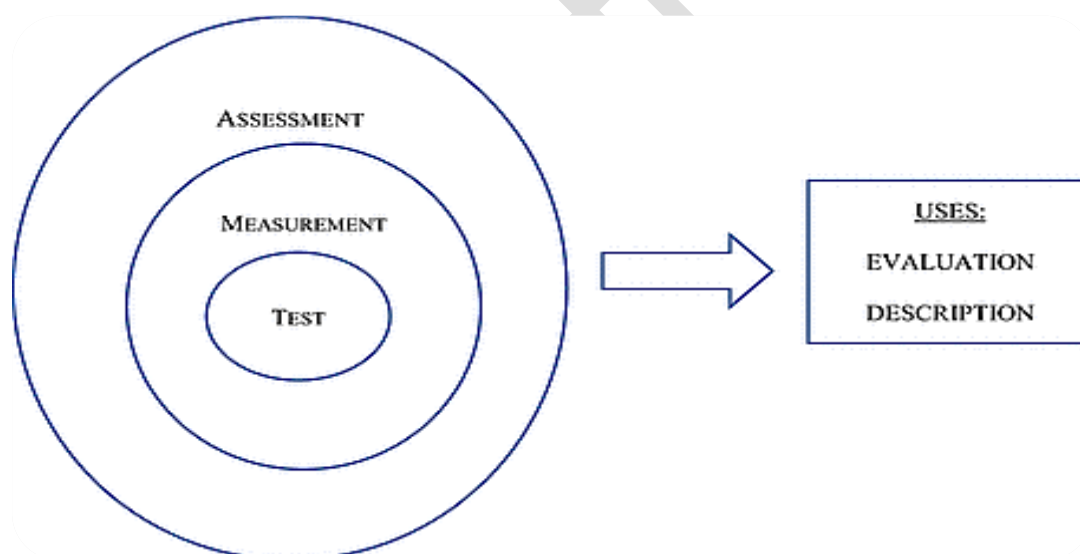 ASSESSMENT
MEASUREMENT
TEST
USES:
EVALUATION
DESCRIPTION